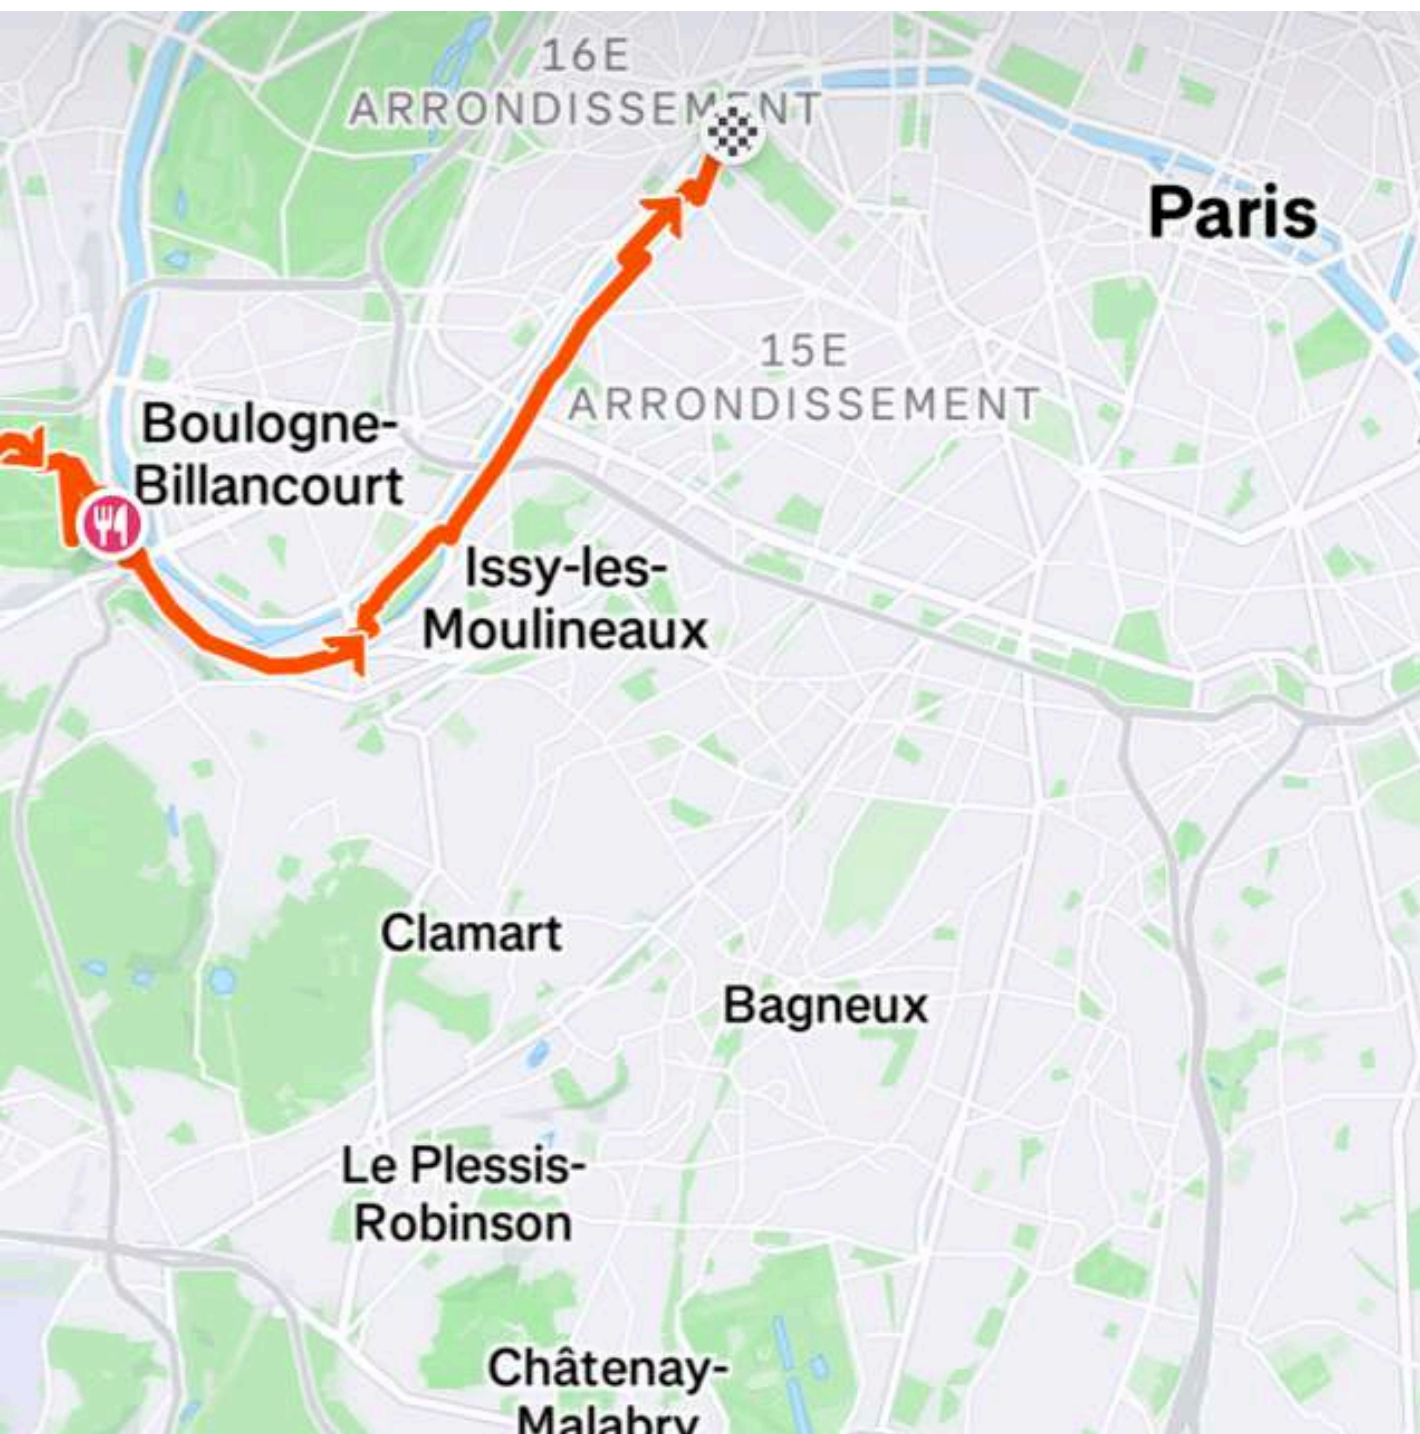 16E
ARRONDISSEMENT
Paris
15E
ARRONDISSEMENT
Boulogne-
Billancourt
Issy-les-
Moulineaux
Clamart
Bagneux
Le Plessis-
Robinson
Châtenay-
Malabry